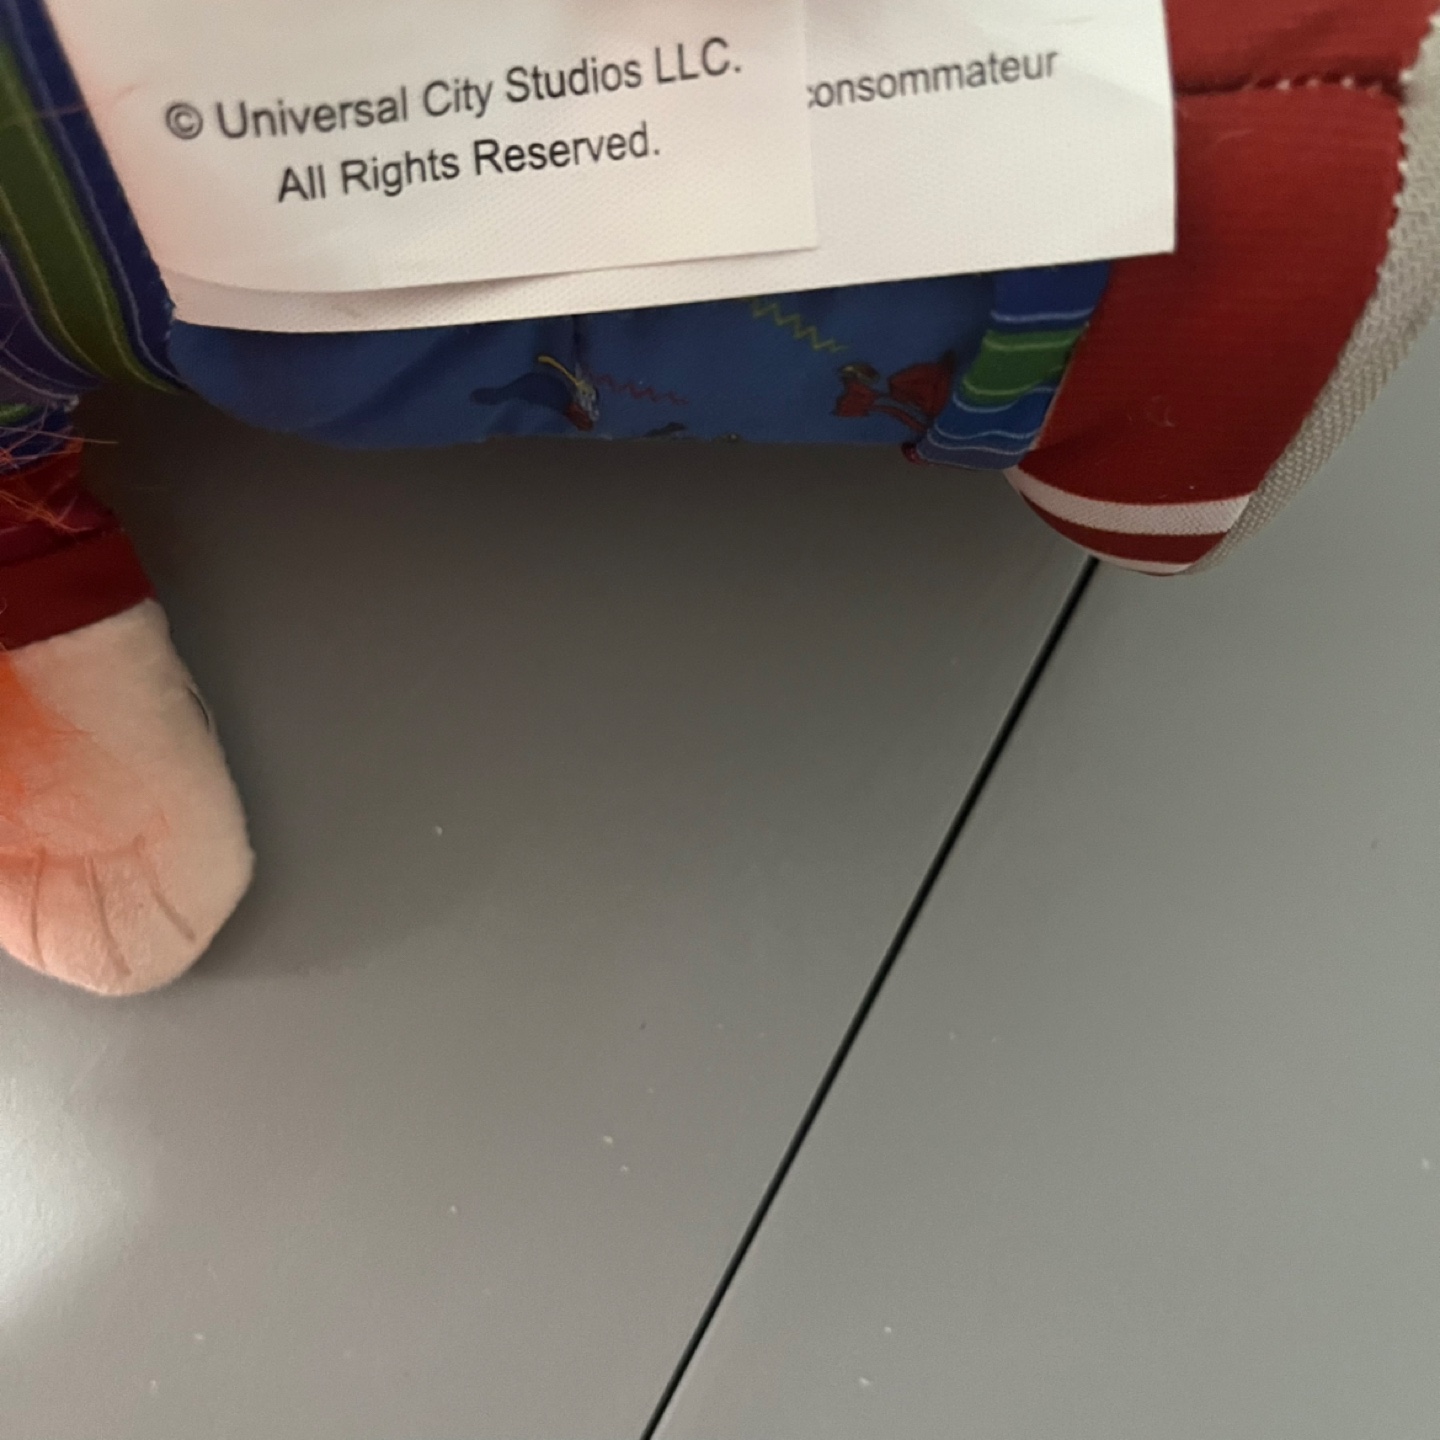 © Universal City Studios LLC.
All Rights Reserved.
consommateur